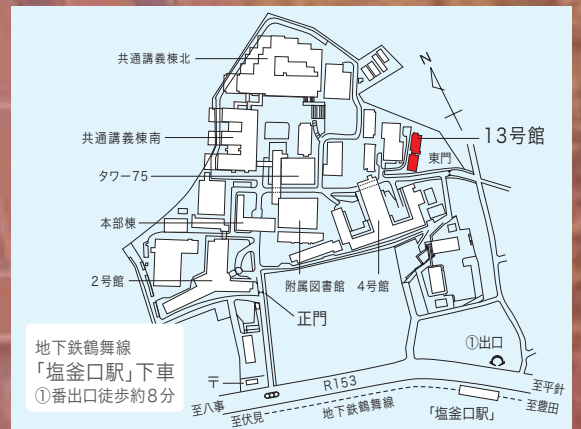 共通講義棟北
N
共通講義棟南
13号館
東門
タワー75
本部棟
2号館
附属図書館
4号館
正門
①出口
地下鉄鶴舞線
「塩釜口駅」下車
①番出口徒歩約8分
〒
R153
至八事
至伏見
地下鉄鶴舞線
「塩釜口駅」
至平針
至豊田